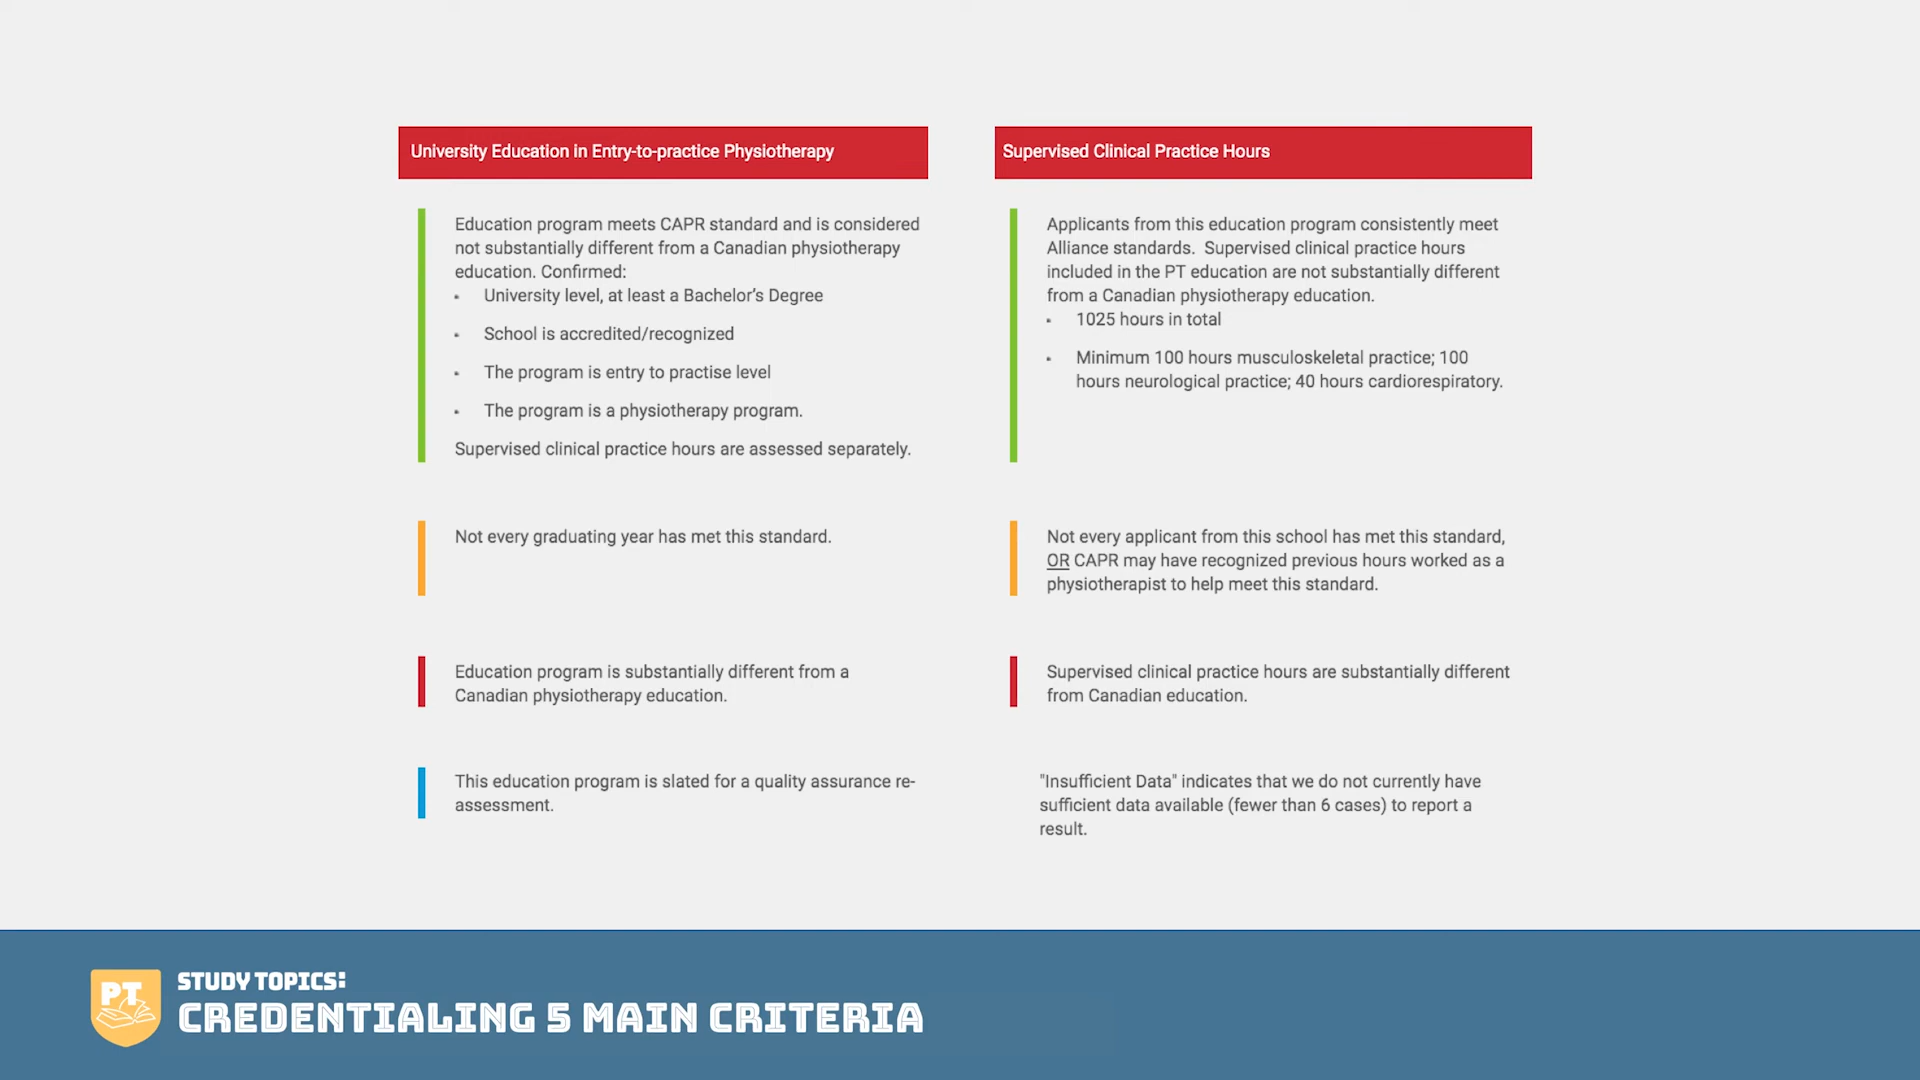 University Education in Entry-to-practice Physiotherapy
Education program meets CAPR standard and is considered
not substantially different from a Canadian physiotherapy
education. Confirmed:
▪ University level, at least a Bachelor's Degree
▪ School is accredited/recognized
▪ The program is entry to practise level
▪ The program is a physiotherapy program.
Supervised clinical practice hours are assessed separately.
Not every graduating year has met this standard.
Education program is substantially different from a
Canadian physiotherapy education.
This education program is slated for a quality assurance re-
assessment.
Supervised Clinical Practice Hours
Applicants from this education program consistently meet
Alliance standards. Supervised clinical practice hours
included in the PT education are not substantially different
from a Canadian physiotherapy education.
▪ 1025 hours in total
▪ Minimum 100 hours musculoskeletal practice; 100
hours neurological practice; 40 hours cardiorespiratory.
Not every applicant from this school has met this standard,
OR CAPR may have recognized previous hours worked as a
physiotherapist to help meet this standard.
Supervised clinical practice hours are substantially different
from Canadian education.
"Insufficient Data" indicates that we do not currently have
sufficient data available (fewer than 6 cases) to report a
result.
PT
STUDY TOPICS:
CREDENTIALING 5 MAIN CRITERIA